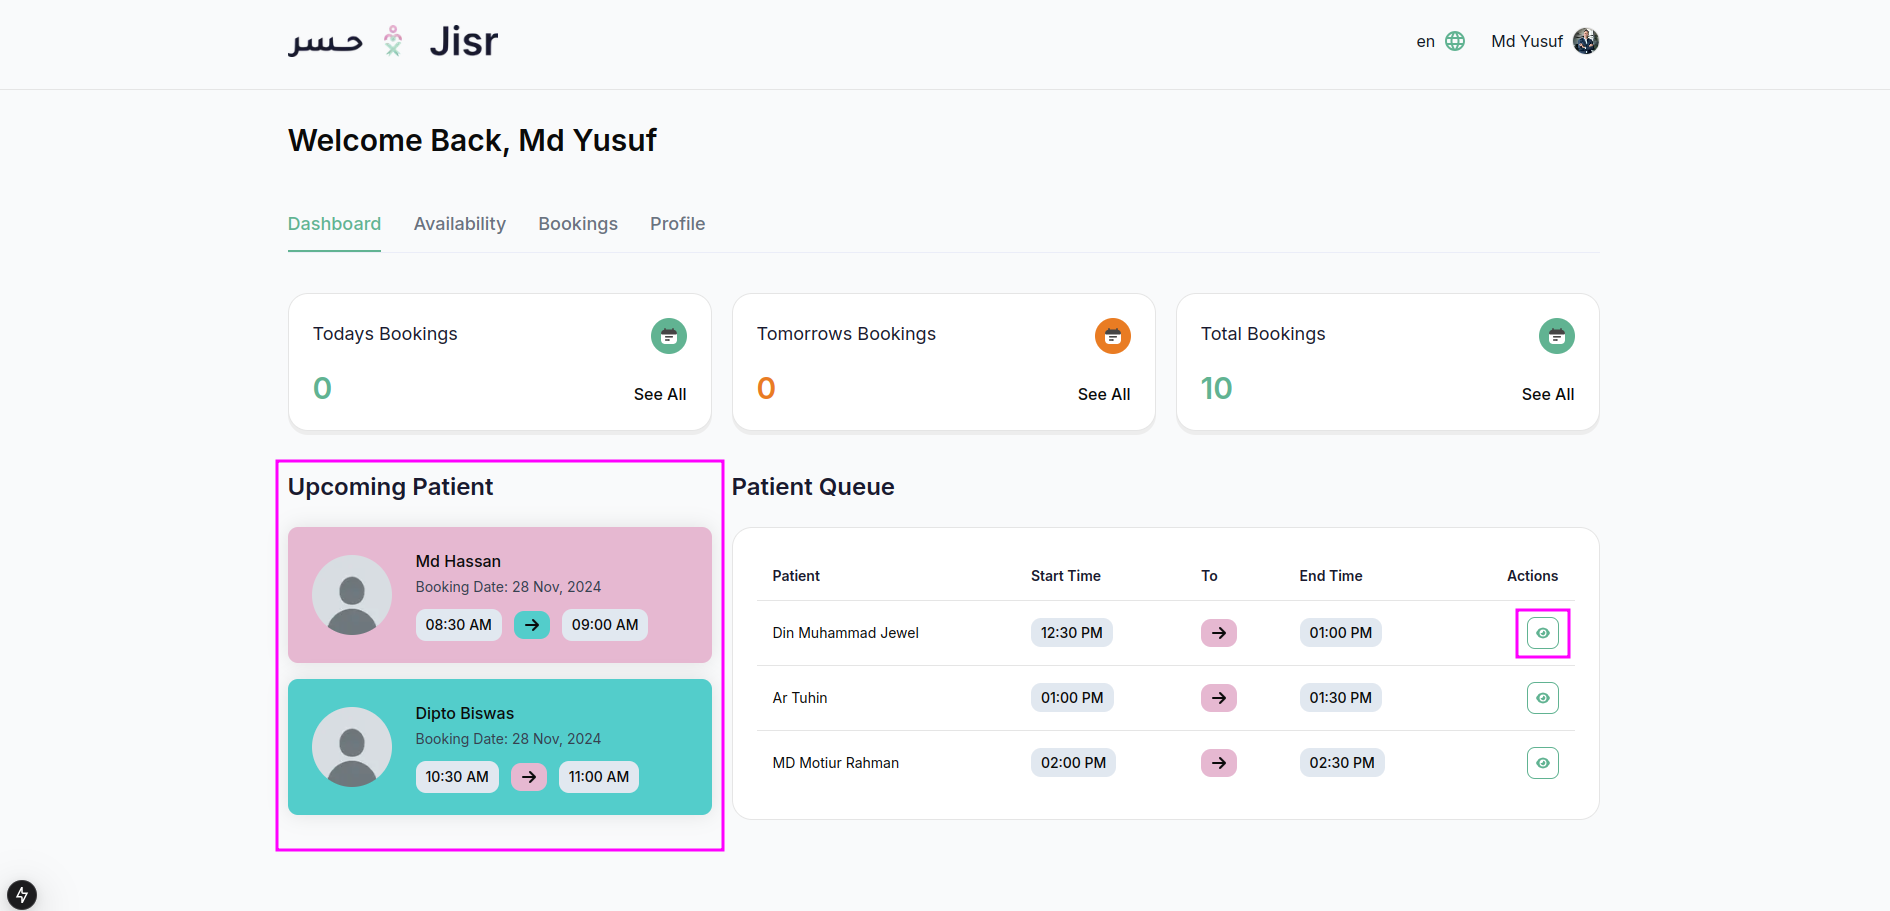 حسر Jisr
en Md Yusuf
Welcome Back, Md Yusuf
Dashboard Availability Bookings Profile
Todays Bookings
0 See All
Tomorrows Bookings
0 See All
Total Bookings
10 See All
Upcoming Patient
Md Hassan
Booking Date: 28 Nov, 2024
08:30 AM 09:00 AM
Dipto Biswas
Booking Date: 28 Nov, 2024
10:30 AM 11:00 AM
Patient Queue
Patient Start Time To End Time Actions
Din Muhammad Jewel 12:30 PM 01:00 PM
Ar Tuhin 01:00 PM 01:30 PM
MD Motiur Rahman 02:00 PM 02:30 PM